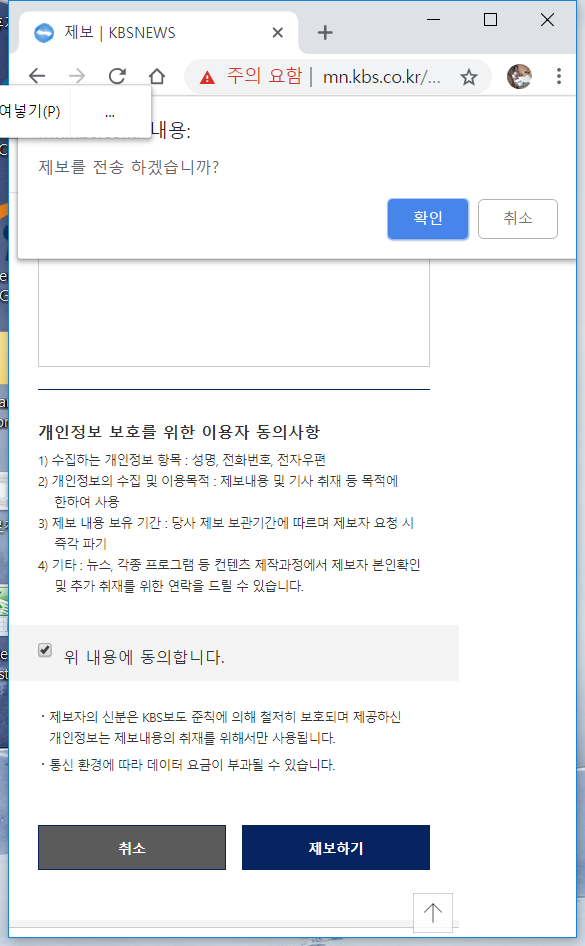 제보 | KBSNEWS
주의 요함 | mn.kbs.co.kr/...
여넣기(P) ...
내용:
제보를 전송 하겠습니까?
확인 취소
개인정보 보호를 위한 이용자 동의사항
1) 수집하는 개인정보 항목 : 성명, 전화번호, 전자우편
2) 개인정보의 수집 및 이용목적 : 제보내용 및 기사 취재 등 목적에
한하여 사용
3) 제보 내용 보유 기간 : 당사 제보 보관기간에 따르며 제보자 요청 시
즉각 파기
4) 기타 : 뉴스, 각종 프로그램 등 컨텐츠 제작과정에서 제보자 본인확인
및 추가 취재를 위한 연락을 드릴 수 있습니다.
위 내용에 동의합니다.
· 제보자의 신분은 KBS보도 준칙에 의해 철저히 보호되며 제공하신
개인정보는 제보내용의 취재를 위해서만 사용됩니다.
· 통신 환경에 따라 데이터 요금이 부과될 수 있습니다.
취소 제보하기